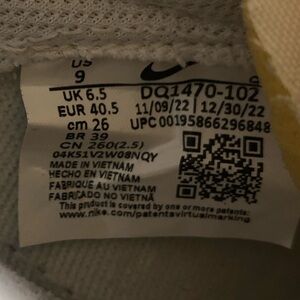 US
9
UK 6.5 DQ1470-102
EUR 40.5 11/09/22 12/30/22
cm 26 UPC 00195866296848
BR 39
CN 260(2.5)
04K51V2W08NQY
MADE IN VIETNAM
HECHO EN VIETNAM
FABRIQUE AU VIETNAM
FABRICADO NO VIETNÃ
This product is covered by one or more patents:
www.nike.com/patentsvirtualmarking